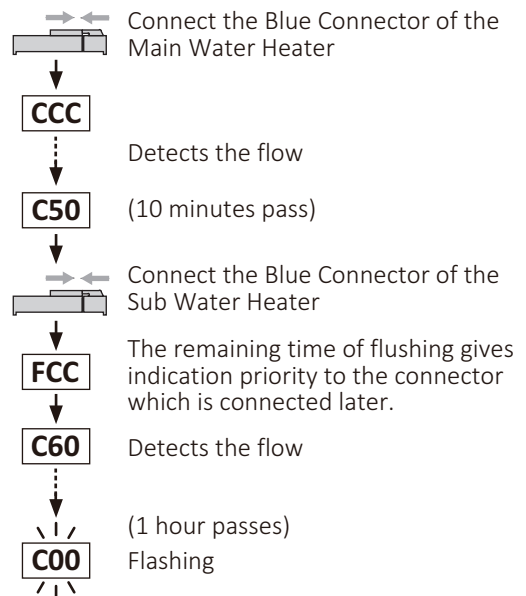 Connect the Blue Connector of the
Main Water Heater
CCC
Detects the flow
C50 (10 minutes pass)
Connect the Blue Connector of the
Sub Water Heater
FCC
The remaining time of flushing gives
indication priority to the connector
which is connected later.
C60 Detects the flow
(1 hour passes)
C00 Flashing